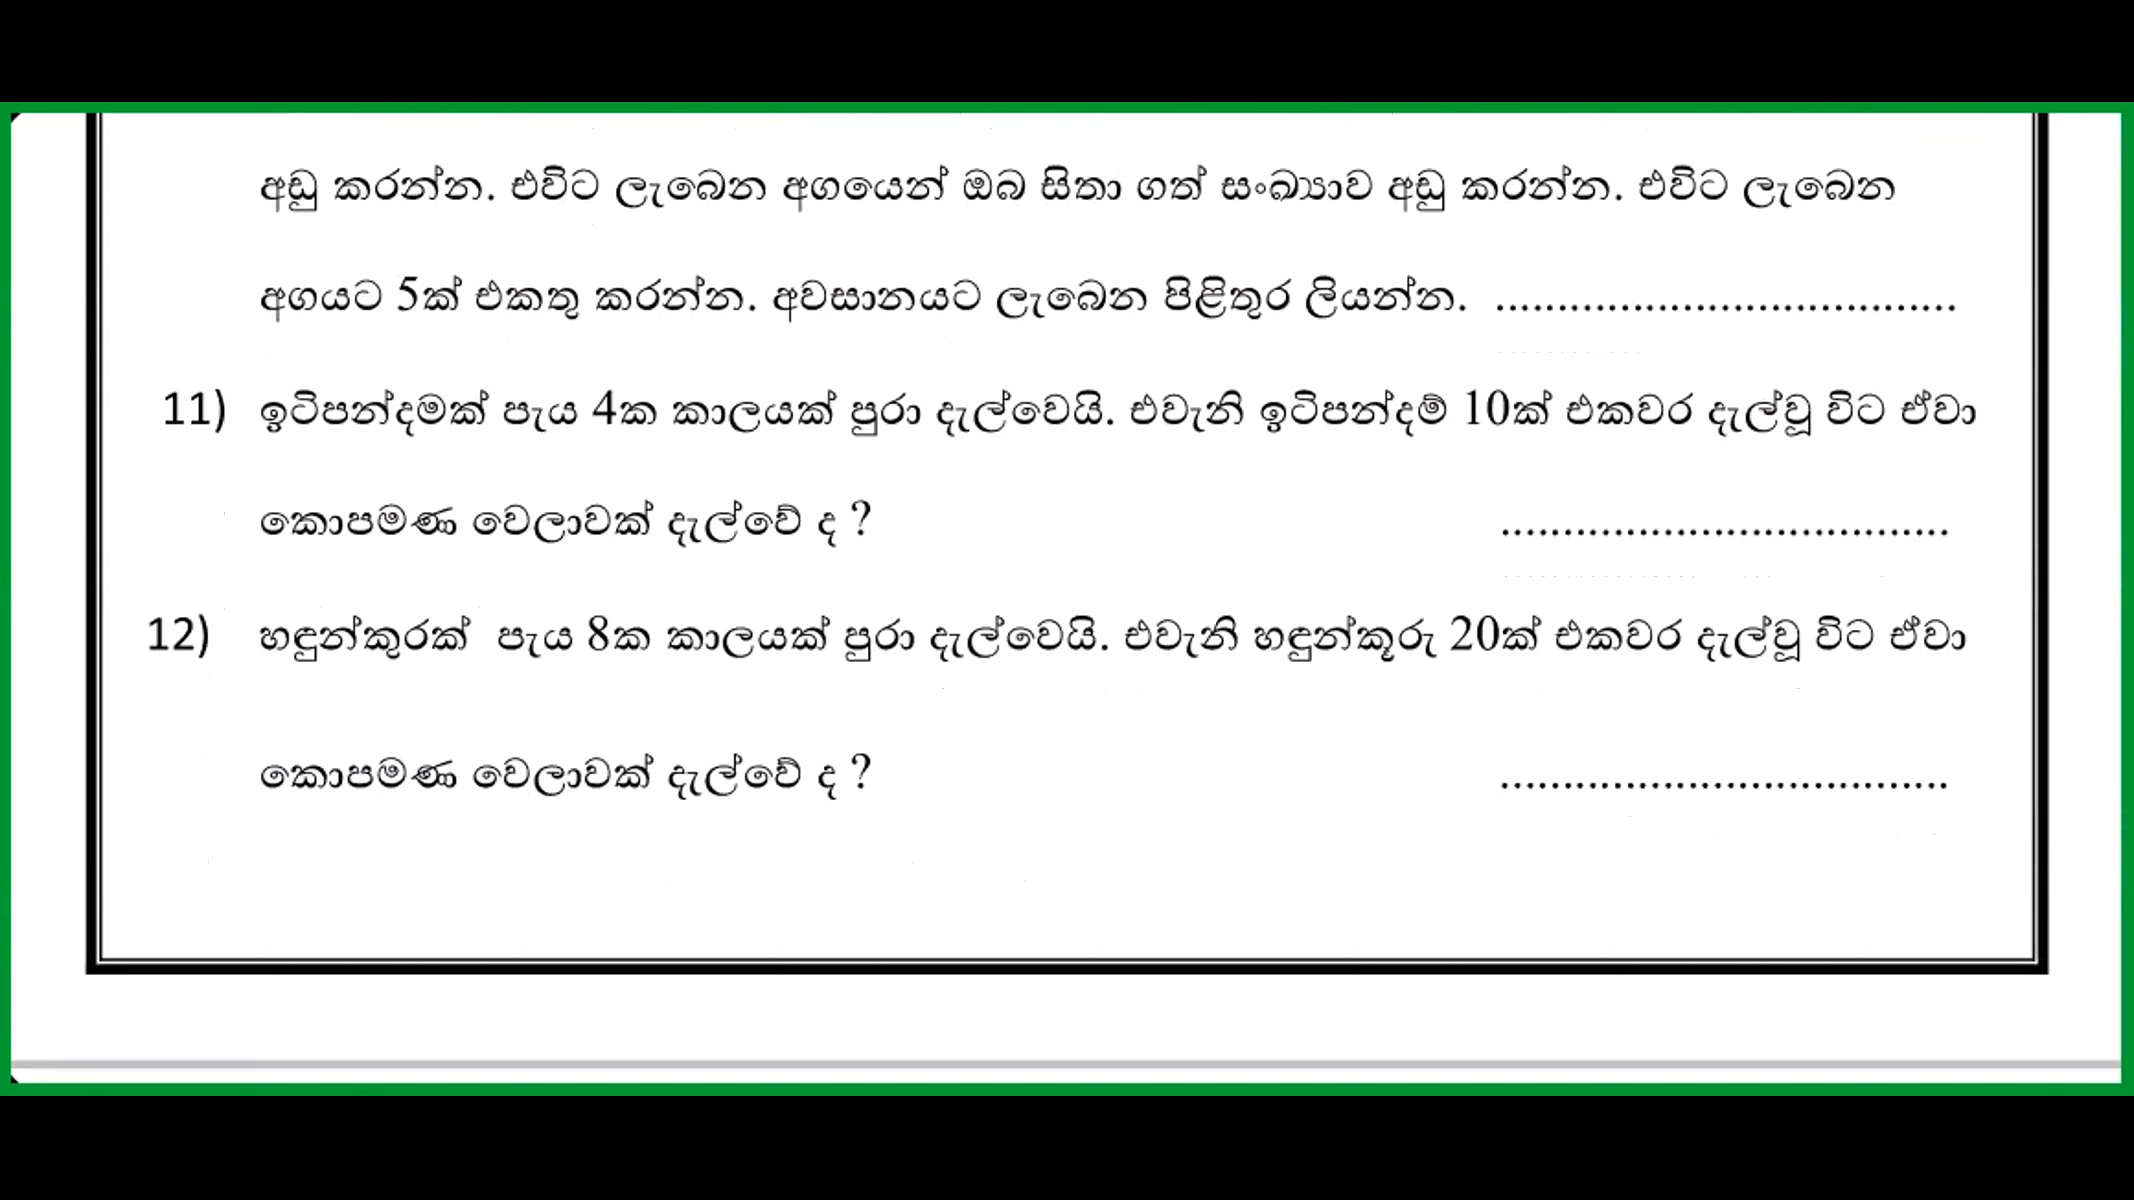 අඩු කරන්න. එවිට ලැබෙන අගයෙන් ඔබ සිතා ගත් සංඛ්‍යාව අඩු කරන්න. එවිට ලැබෙන
අගයට 5ක් එකතු කරන්න. අවසානයට ලැබෙන පිළිතුර ලියන්න. .....................................
11) ඉටිපන්දමක් පැය 4ක කාලයක් පුරා දැල්වෙයි. එවැනි ඉටිපන්දම් 10ක් එකවර දැල්වූ විට ඒවා
කොපමණ වෙලාවක් දැල්වේ ද ? ....................................
12) හඳුන්කුරක් පැය 8ක කාලයක් පුරා දැල්වෙයි. එවැනි හඳුන්කූරු 20ක් එකවර දැල්වූ විට ඒවා
කොපමණ වෙලාවක් දැල්වේ ද ? ....................................